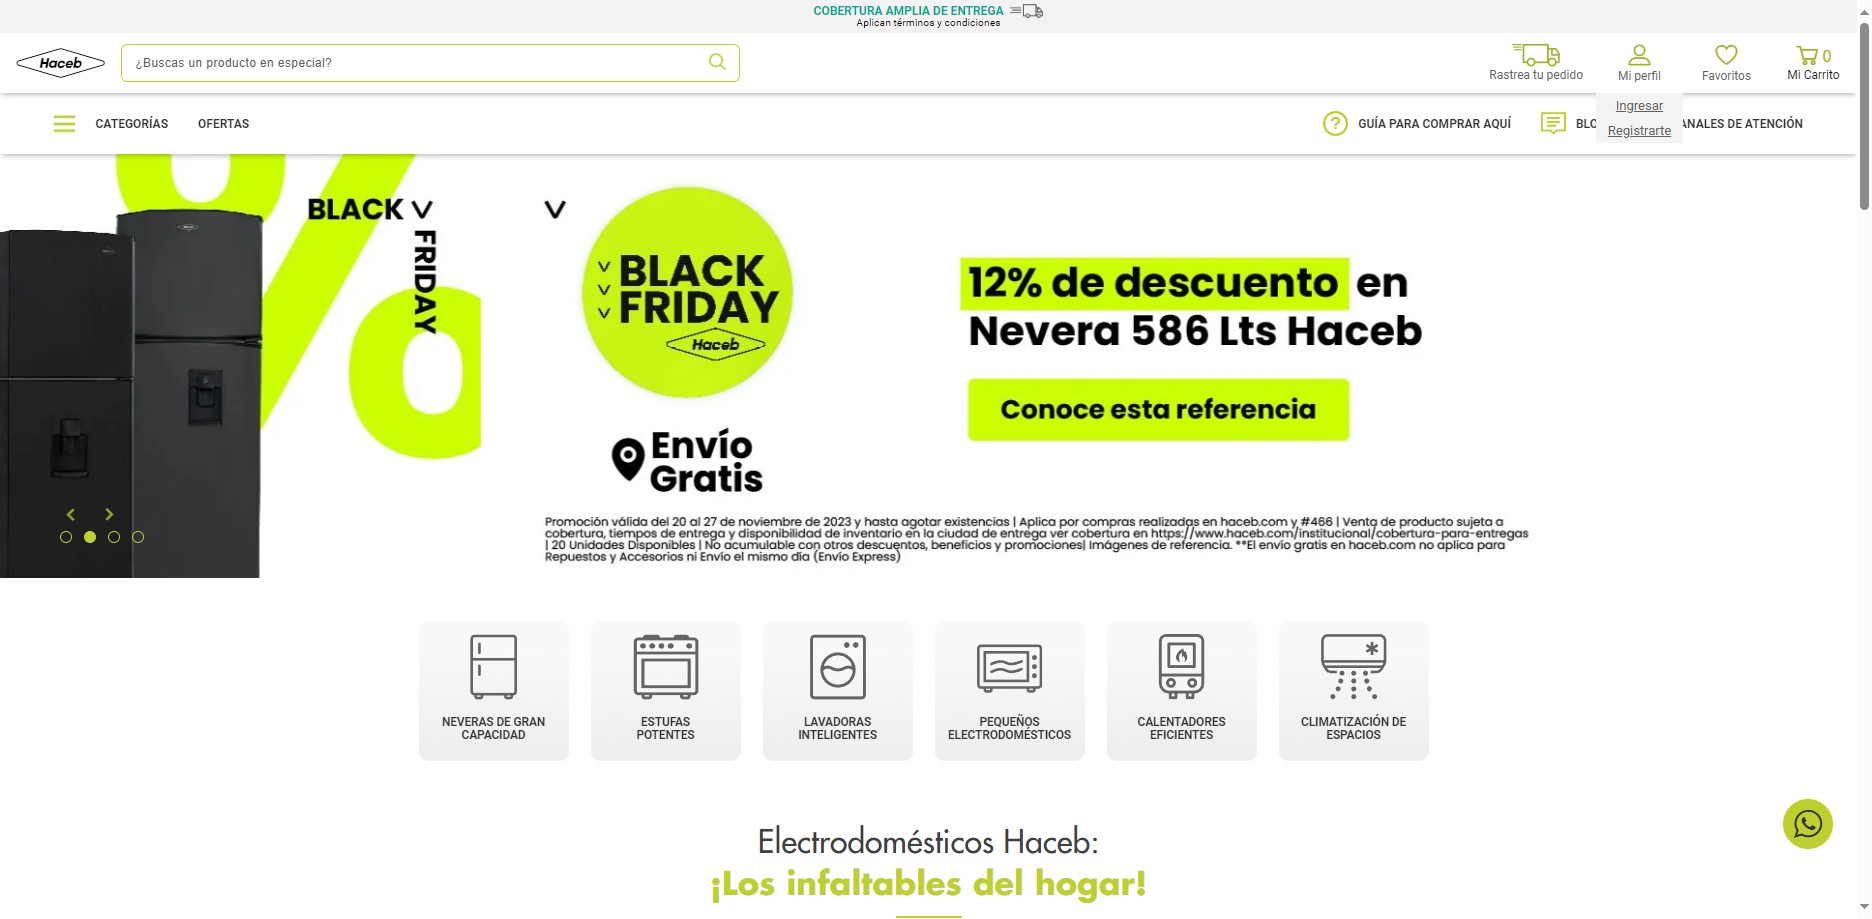 COBERTURA AMPLIA DE ENTREGA
Aplican términos y condiciones
Haceb
¿Buscas un producto en especial?
Rastrea tu pedido
Mi perfil
Favoritos
0
Mi Carrito
Ingresar
Registrarte
CATEGORÍAS
OFERTAS
GUÍA PARA COMPRAR AQUÍ
BLO
ANALES DE ATENCIÓN
BLACK
FRIDAY
BLACK
FRIDAY
Haceb
Envío
Gratis
12% de descuento en
Nevera 586 Lts Haceb
Conoce esta referencia
Promoción válida del 20 al 27 de noviembre de 2023 y hasta agotar existencias | Aplica por compras realizadas en haceb.com y #466 | Venta de producto sujeta a
cobertura, tiempos de entrega y disponibilidad de inventario en la ciudad de entrega ver cobertura en https://www.haceb.com/institucional/cobertura-para-entregas
| 20 Unidades Disponibles | No acumulable con otros descuentos, beneficios y promociones| Imágenes de referencia. **El envío gratis en haceb.com no aplica para
Repuestos y Accesorios ni Envío el mismo día (Envío Express)
NEVERAS DE GRAN
CAPACIDAD
ESTUFAS
POTENTES
LAVADORAS
INTELIGENTES
PEQUEÑOS
ELECTRODOMÉSTICOS
CALENTADORES
EFICIENTES
CLIMATIZACIÓN DE
ESPACIOS
Electrodomésticos Haceb:
¡Los infaltables del hogar!